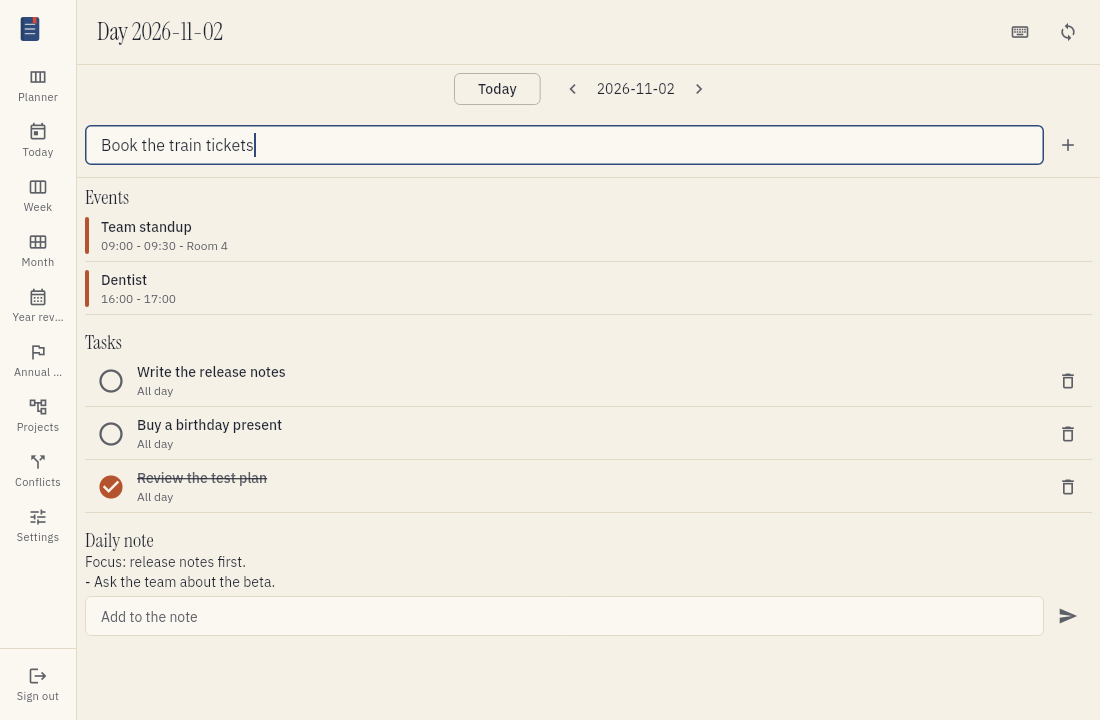 Day 2026-11-02
Planner
Today
Week
Month
Year rev...
Annual ...
Projects
Conflicts
Settings
Sign out
Today
2026-11-02
Book the train tickets
Events
Team standup
09:00 - 09:30 - Room 4
Dentist
16:00 - 17:00
Tasks
Write the release notes
All day
Buy a birthday present
All day
Review the test plan
All day
Daily note
Focus: release notes first.
- Ask the team about the beta.
Add to the note